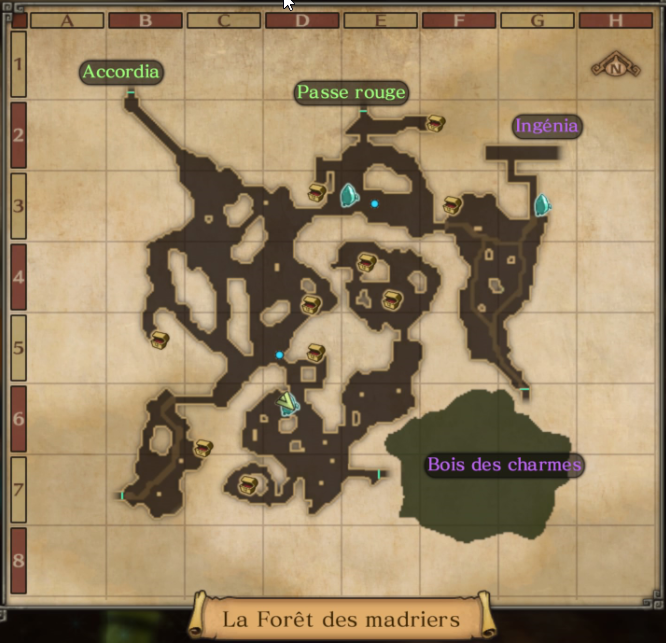 A B C D E F G H
1
Accordia
Passe rouge
N
2
Ingénia
3
4
5
6
Bois des charmes
7
8
La Forêt des madriers